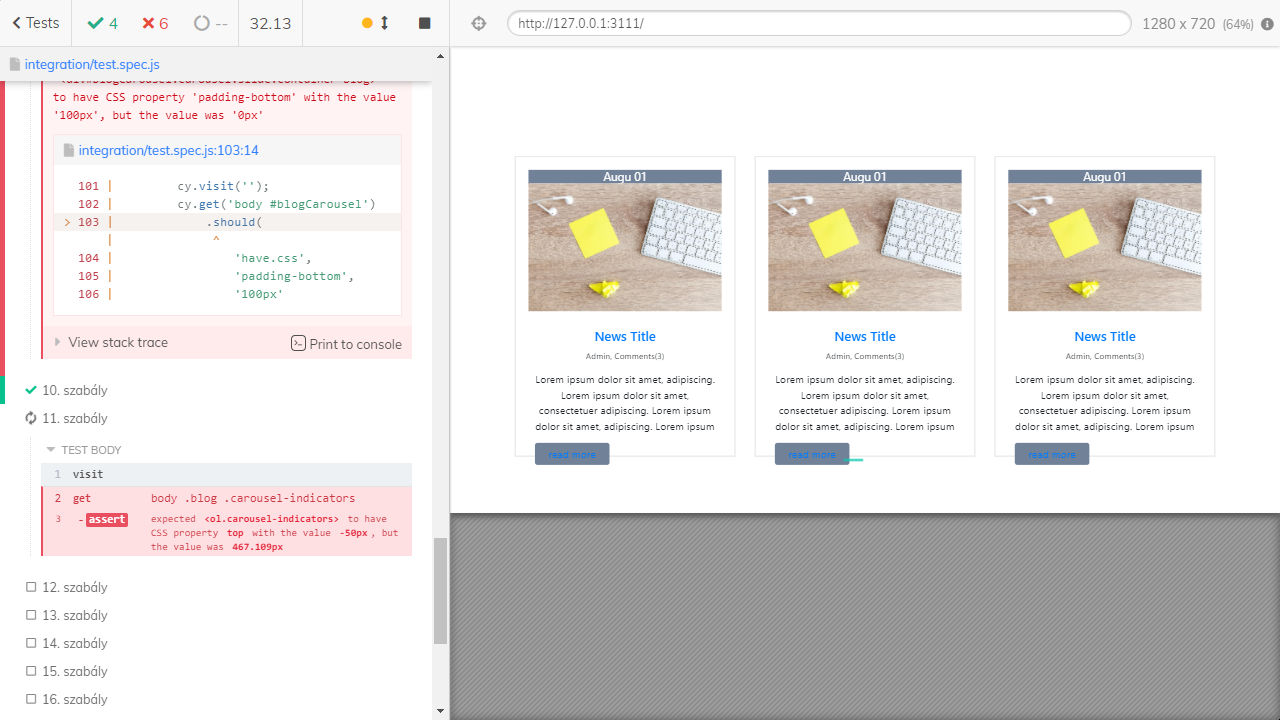 Tests
4
6
--
32.13
http://127.0.0.1:3111/
1280 x 720 (64%)
integration/test.spec.js
<div#blogCarousel.carousel.slide.container-blog>
to have CSS property 'padding-bottom' with the value
'100px', but the value was '0px'
integration/test.spec.js:103:14
101 | cy.visit('');
102 | cy.get('body #blogCarousel')
> 103 | .should(
| ^
104 | 'have.css',
105 | 'padding-bottom',
106 | '100px'
View stack trace
Print to console
10. szabály
11. szabály
TEST BODY
1 visit
2 get body .blog .carousel-indicators
3 - assert expected <ol.carousel-indicators> to have
CSS property top with the value -50px, but
the value was 467.109px
12. szabály
13. szabály
14. szabály
15. szabály
16. szabály
Augu 01
News Title
Admin, Comments(3)
Lorem ipsum dolor sit amet, adipiscing.
Lorem ipsum dolor sit amet,
consectetuer adipiscing. Lorem ipsum
dolor sit amet, adipiscing. Lorem ipsum
read more
Augu 01
News Title
Admin, Comments(3)
Lorem ipsum dolor sit amet, adipiscing.
Lorem ipsum dolor sit amet,
consectetuer adipiscing. Lorem ipsum
dolor sit amet, adipiscing. Lorem ipsum
read more
Augu 01
News Title
Admin, Comments(3)
Lorem ipsum dolor sit amet, adipiscing.
Lorem ipsum dolor sit amet,
consectetuer adipiscing. Lorem ipsum
dolor sit amet, adipiscing. Lorem ipsum
read more